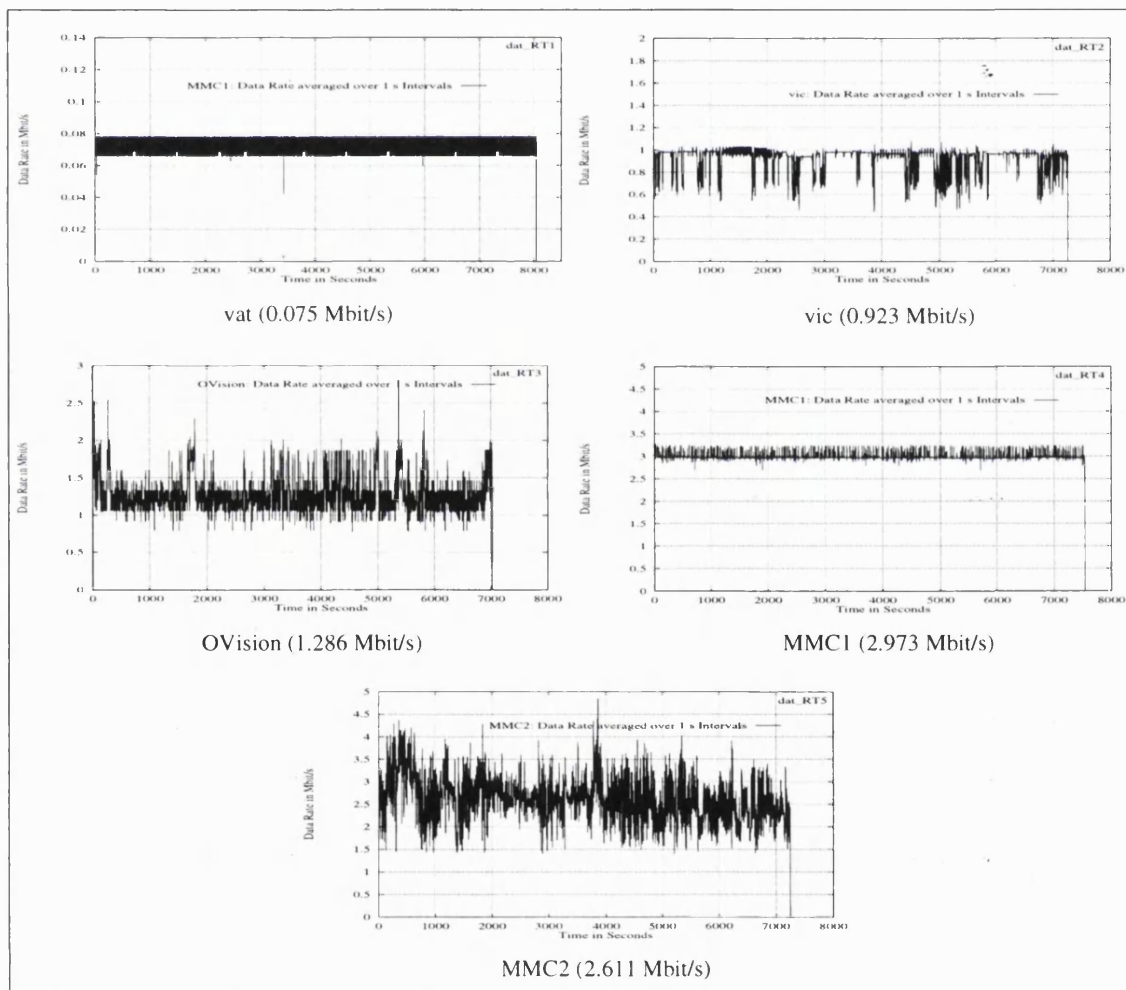 dat_RT1
MMC1: Data Rate averaged over 1 s Intervals
Data Rate in Mbit/s
0.14
0.12
0.1
0.08
0.06
0.04
0.02
0
0 1000 2000 3000 4000 5000 6000 7000 8000
Time in Seconds
vat (0.075 Mbit/s)
dat_RT2
vic: Data Rate averaged over 1 s Intervals
Data Rate in Mbit/s
2
1.8
1.6
1.4
1.2
1
0.8
0.6
0.4
0.2
0
0 1000 2000 3000 4000 5000 6000 7000 8000
Time in Seconds
vic (0.923 Mbit/s)
dat_RT3
OVision: Data Rate averaged over 1 s Intervals
Data Rate in Mbit/s
3
2.5
2
1.5
1
0.5
0
0 1000 2000 3000 4000 5000 6000 7000 8000
Time in Seconds
OVision (1.286 Mbit/s)
dat_RT4
MMC1: Data Rate averaged over 1 s Intervals
Data Rate in Mbit/s
5
4.5
4
3.5
3
2.5
2
1.5
1
0.5
0
0 1000 2000 3000 4000 5000 6000 7000 8000
Time in Seconds
MMC1 (2.973 Mbit/s)
dat_RT5
MMC2: Data Rate averaged over 1 s Intervals
Data Rate in Mbit/s
5
4.5
4
3.5
3
2.5
2
1.5
1
0.5
0
0 1000 2000 3000 4000 5000 6000 7000 8000
Time in Seconds
MMC2 (2.611 Mbit/s)